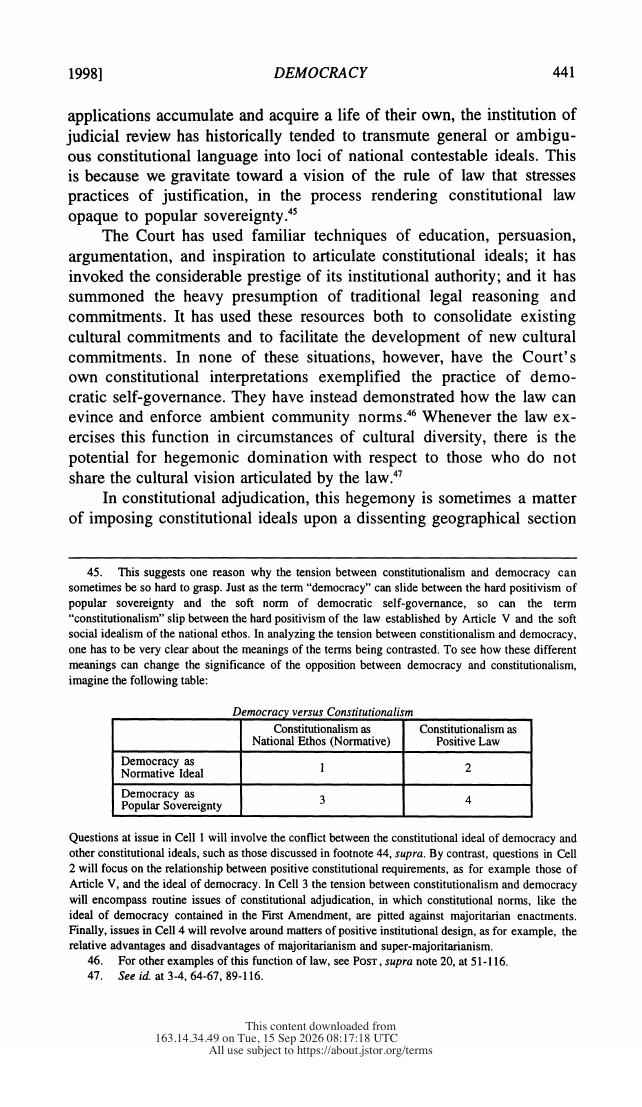 1998] DEMOCRACY 441
applications accumulate and acquire a life of their own, the institution of
judicial review has historically tended to transmute general or ambigu-
ous constitutional language into loci of national contestable ideals. This
is because we gravitate toward a vision of the rule of law that stresses
practices of justification, in the process rendering constitutional law
opaque to popular sovereignty.45
The Court has used familiar techniques of education, persuasion,
argumentation, and inspiration to articulate constitutional ideals; it has
invoked the considerable prestige of its institutional authority; and it has
summoned the heavy presumption of traditional legal reasoning and
commitments. It has used these resources both to consolidate existing
cultural commitments and to facilitate the development of new cultural
commitments. In none of these situations, however, have the Court's
own constitutional interpretations exemplified the practice of demo-
cratic self-governance. They have instead demonstrated how the law can
evince and enforce ambient community norms.46 Whenever the law ex-
ercises this function in circumstances of cultural diversity, there is the
potential for hegemonic domination with respect to those who do not
share the cultural vision articulated by the law.47
In constitutional adjudication, this hegemony is sometimes a matter
of imposing constitutional ideals upon a dissenting geographical section
45. This suggests one reason why the tension between constitutionalism and democracy can
sometimes be so hard to grasp. Just as the term "democracy" can slide between the hard positivism of
popular sovereignty and the soft norm of democratic self-governance, so can the term
"constitutionalism" slip between the hard positivism of the law established by Article V and the soft
social idealism of the national ethos. In analyzing the tension between constitionalism and democracy,
one has to be very clear about the meanings of the terms being contrasted. To see how these different
meanings can change the significance of the opposition between democracy and constitutionalism,
imagine the following table:
Democracy versus Constitutionalism
Constitutionalism as
National Ethos (Normative)
Constitutionalism as
Positive Law
Democracy as
Normative Ideal
1
2
Democracy as
Popular Sovereignty
3
4
Questions at issue in Cell 1 will involve the conflict between the constitutional ideal of democracy and
other constitutional ideals, such as those discussed in footnote 44, supra. By contrast, questions in Cell
2 will focus on the relationship between positive constitutional requirements, as for example those of
Article V, and the ideal of democracy. In Cell 3 the tension between constitutionalism and democracy
will encompass routine issues of constitutional adjudication, in which constitutional norms, like the
ideal of democracy contained in the First Amendment, are pitted against majoritarian enactments.
Finally, issues in Cell 4 will revolve around matters of positive institutional design, as for example, the
relative advantages and disadvantages of majoritarianism and super-majoritarianism.
46. For other examples of this function of law, see POST, supra note 20, at 51-116.
47. See id. at 3-4, 64-67, 89-116.
This content downloaded from
163.14.34.49 on Tue, 15 Sep 2026 08:17:18 UTC
All use subject to https://about.jstor.org/terms